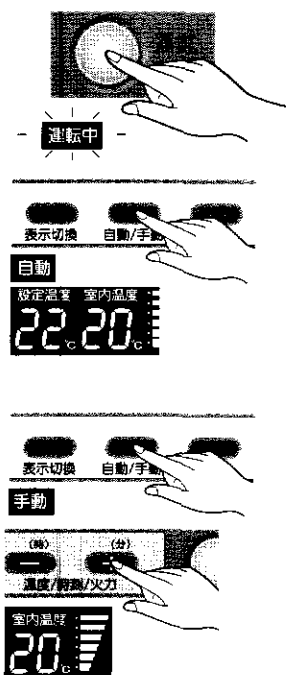 運転中
表示切換 自動/手動
自動
設定温度 室内温度
22℃ 20℃
表示切換 自動/手動
手動
(時) (分)
温度/時刻/火力
室内温度
20℃